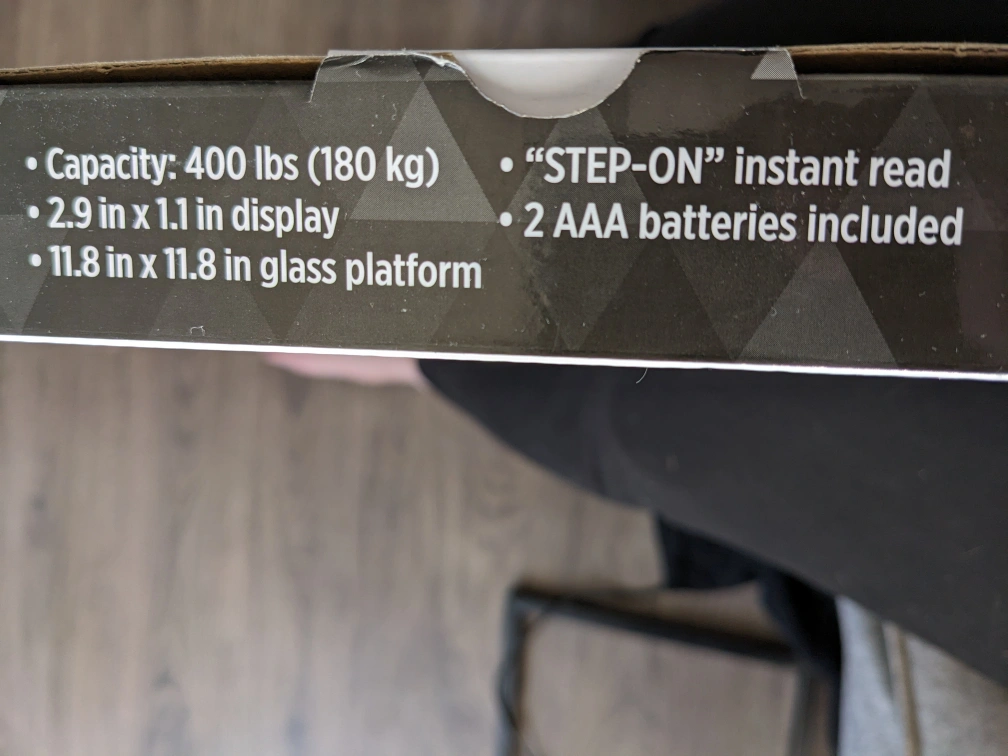 • Capacity: 400 lbs (180 kg)
• 2.9 in x 1.1 in display
• 11.8 in x 11.8 in glass platform
• “STEP-ON” instant read
• 2 AAA batteries included